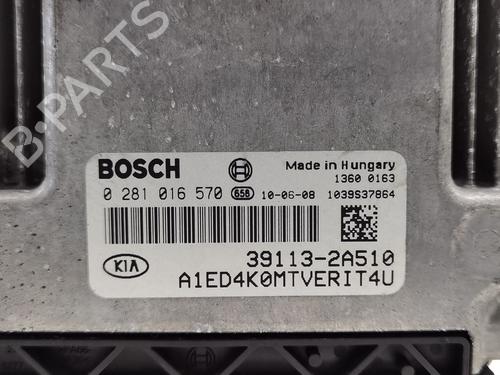 B-PARTS
BOSCH
Made in Hungary
1360 0163
0 281 016 570 658 10-06-08 1039S37864
39113-2A510
KIA
A1ED4K0MTVERIT4U